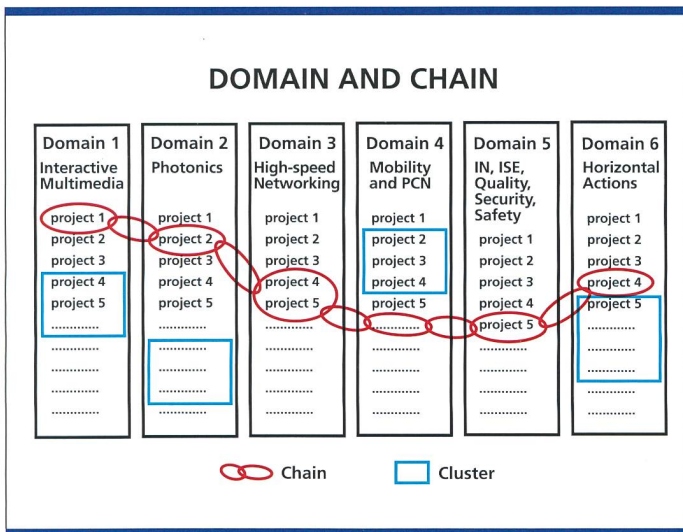 DOMAIN AND CHAIN
Domain 1
Interactive
Multimedia
project 1
project 2
project 3
project 4
project 5
............
............
............
............
............
Domain 2
Photonics
project 1
project 2
project 3
project 4
project 5
............
............
............
............
............
Domain 3
High-speed
Networking
project 1
project 2
project 3
project 4
project 5
............
............
............
............
............
Domain 4
Mobility
and PCN
project 1
project 2
project 3
project 4
project 5
............
............
............
............
............
Domain 5
IN, ISE,
Quality,
Security,
Safety
project 1
project 2
project 3
project 4
project 5
............
............
............
............
Domain 6
Horizontal
Actions
project 1
project 2
project 3
project 4
project 5
............
............
............
............
............
Chain
Cluster